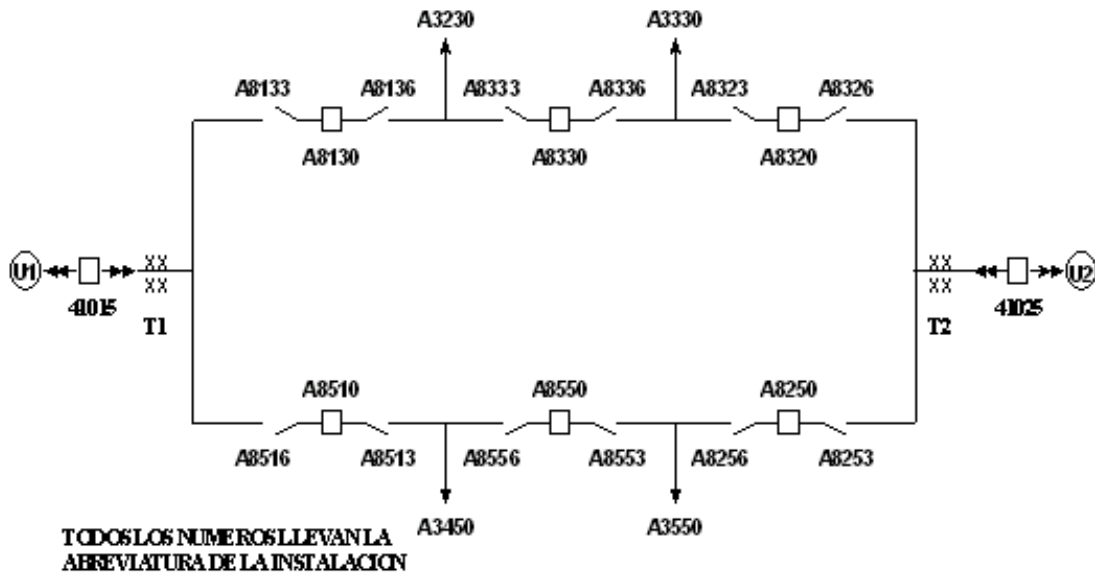 A3230 A3330
A8133 A8136 A8333 A8336 A8323 A8326
A8130 A8330 A8320
U1 U2
41015 41025
T1 T2
A8510 A8550 A8250
A8516 A8513 A8556 A8553 A8256 A8253
A3450 A3550
TODOS LOS NUMEROS LLEVAN LA
ABREVIATURA DE LA INSTALACION